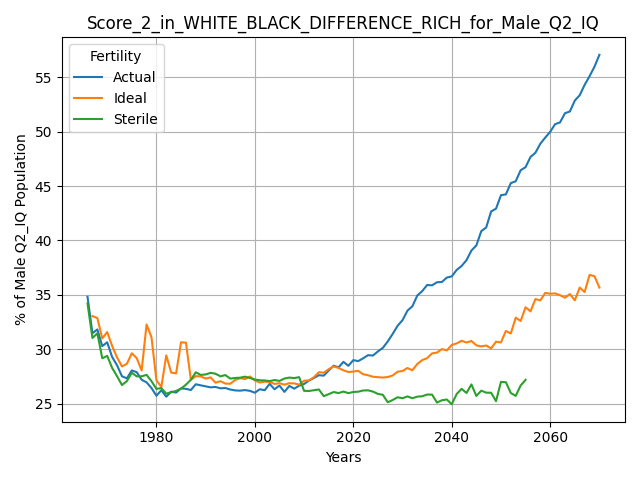 Score_2_in_WHITE_BLACK_DIFFERENCE_RICH_for_Male_Q2_IQ
Fertility
Actual
Ideal
Sterile
% of Male Q2_IQ Population
55
50
45
40
35
30
25
1980
2000
2020
2040
2060
Years